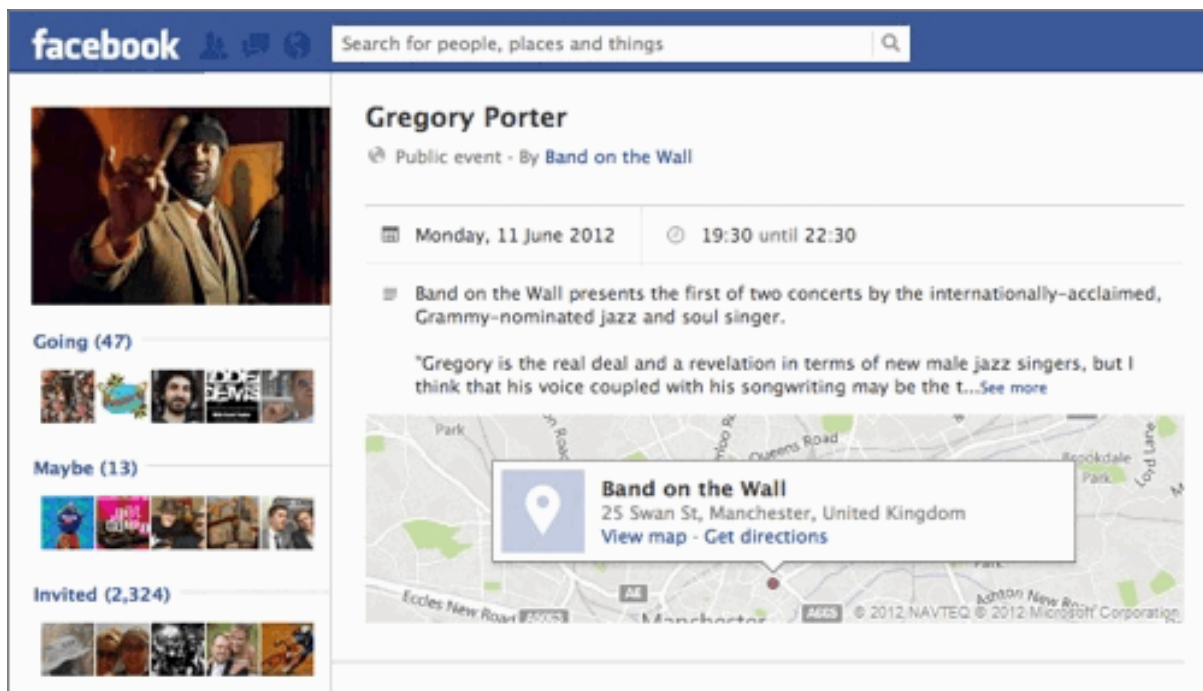 facebook
Search for people, places and things
Gregory Porter
Public event · By Band on the Wall
Monday, 11 June 2012
19:30 until 22:30
Band on the Wall presents the first of two concerts by the internationally-acclaimed,
Grammy-nominated jazz and soul singer.
"Gregory is the real deal and a revelation in terms of new male jazz singers, but I
think that his voice coupled with his songwriting may be the t...See more
Going (47)
Maybe (13)
Invited (2,324)
Park
Queens Road
Brookdale
Park
Lord Lane
Band on the Wall
25 Swan St, Manchester, United Kingdom
View map · Get directions
Eccles New Road
A6
Manchester
A665
Ashton New
© 2012 NAVTEQ © 2012 Microsoft Corporation